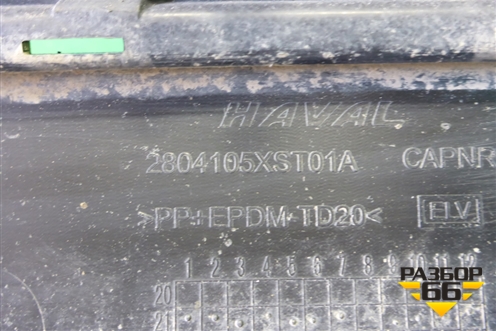 HAVAL
2804105XST01A CAPNR
>PP+EPDM-TD20< ELV
1 2 3 4 5 6 7 8 9 10 11 12
20
21
РАЗБОР
66